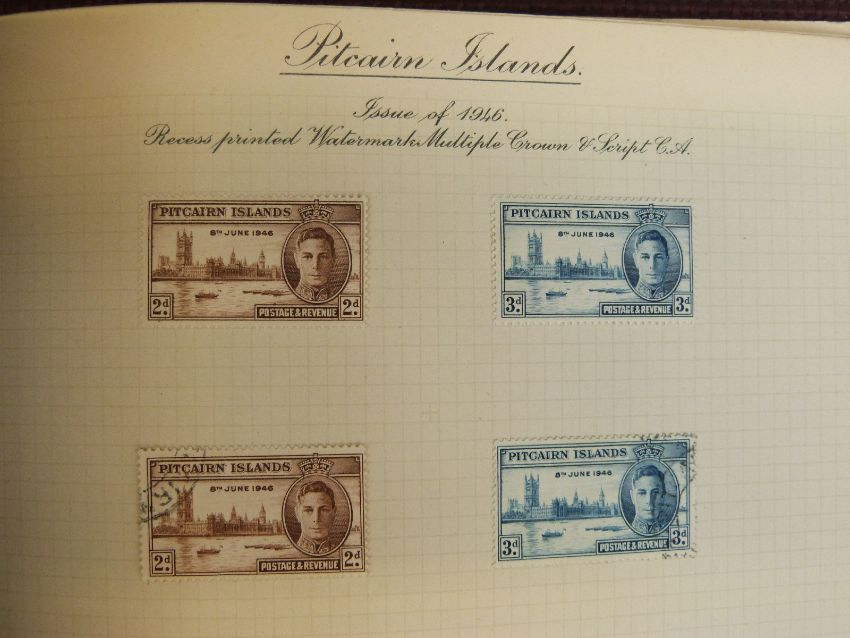 Pitcairn Islands.
Issue of 1946.
Recess printed Watermark Multiple Crown & Script C.A.
PITCAIRN ISLANDS
8TH JUNE 1946
2d
POSTAGE & REVENUE
2d
PITCAIRN ISLANDS
8TH JUNE 1946
3d
POSTAGE & REVENUE
3d
PITCAIRN ISLANDS
8TH JUNE 1946
2d
POSTAGE & REVENUE
2d
PITCAIRN ISLANDS
8TH JUNE 1946
3d
POSTAGE & REVENUE
3d